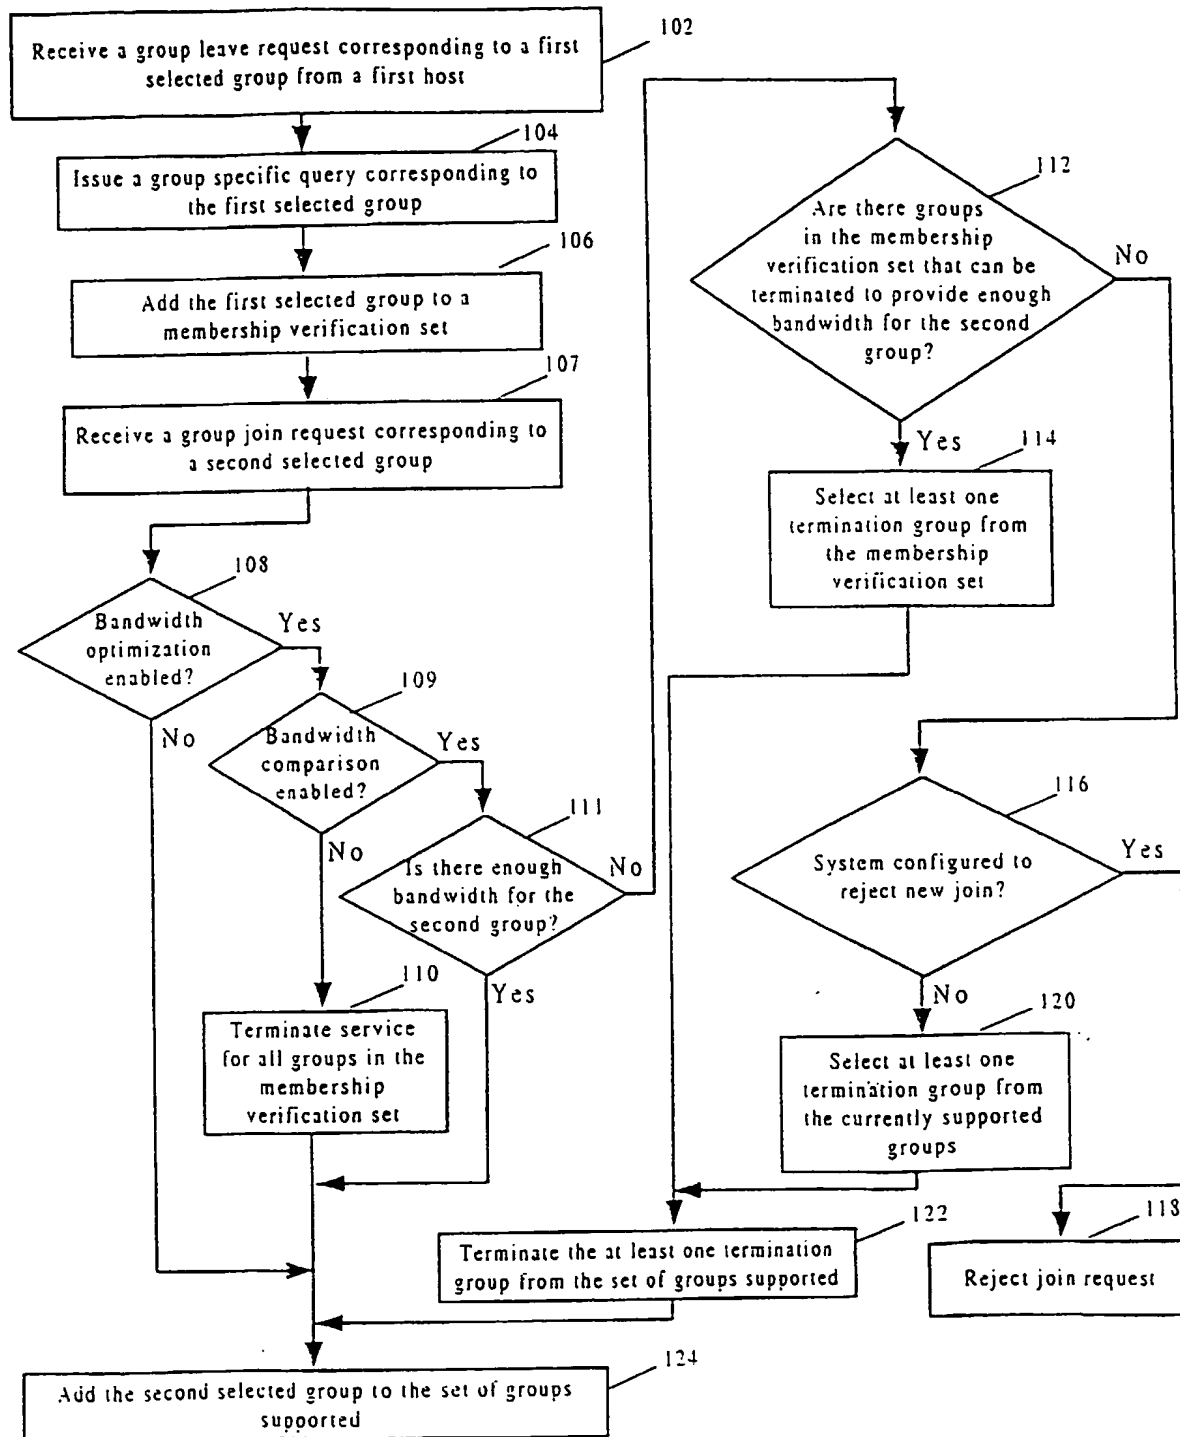 Receive a group leave request corresponding to a first
selected group from a first host
102
104
Issue a group specific query corresponding to
the first selected group
106
Add the first selected group to a
membership verification set
107
Receive a group join request corresponding to
a second selected group
108
Bandwidth
optimization
enabled?
Yes
No
109
Bandwidth
comparison
enabled?
Yes
No
111
Is there enough
bandwidth for the
second group?
No
Yes
110
Terminate service
for all groups in the
membership
verification set
112
Are there groups
in the membership
verification set that can be
terminated to provide enough
bandwidth for the second
group?
No
Yes
114
Select at least one
termination group from
the membership
verification set
116
System configured to
reject new join?
Yes
No
120
Select at least one
termination group from
the currently supported
groups
122
Terminate the at least one termination
group from the set of groups supported
118
Reject join request
124
Add the second selected group to the set of groups
supported